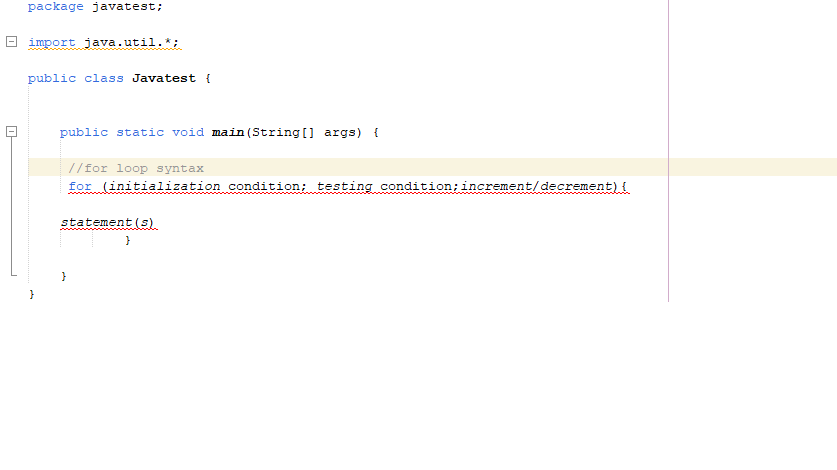 package javatest;
import java.util.*;
public class Javatest {
public static void main(String[] args) {
//for loop syntax
for (initialization condition; testing condition;increment/decrement){
statement(s)
}
}
}